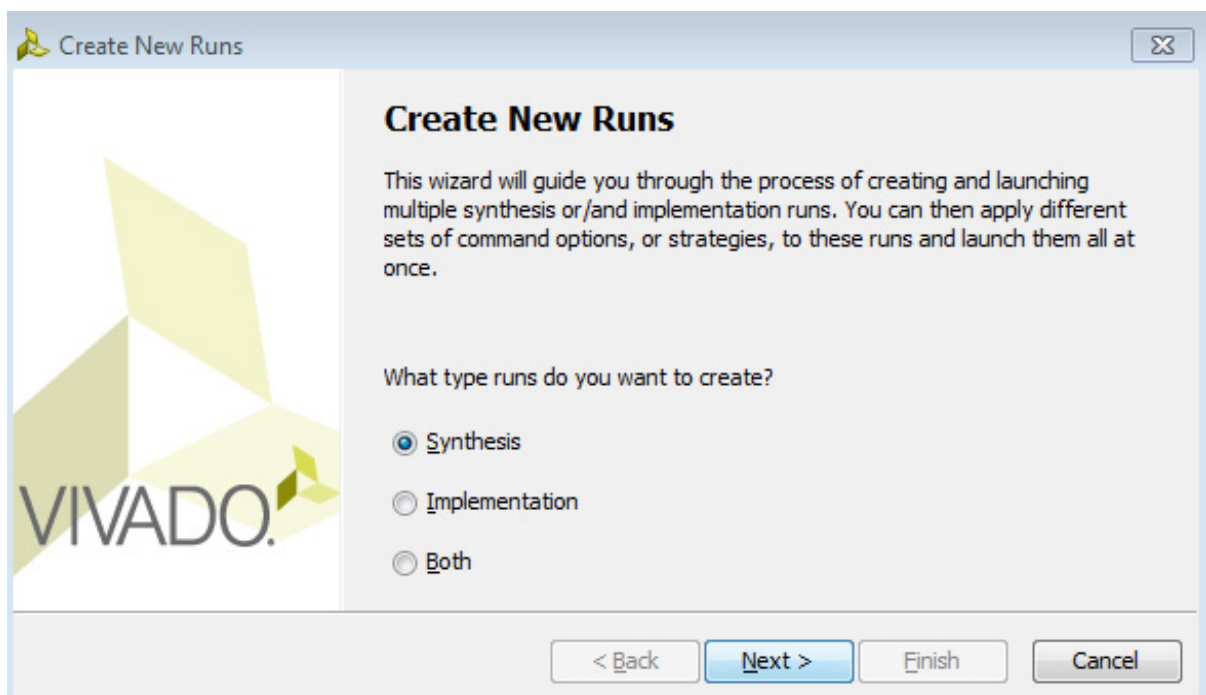 Create New Runs
Create New Runs
This wizard will guide you through the process of creating and launching
multiple synthesis or/and implementation runs. You can then apply different
sets of command options, or strategies, to these runs and launch them all at
once.
What type runs do you want to create?
Synthesis
Implementation
Both
VIVADO.
< Back
Next >
Finish
Cancel